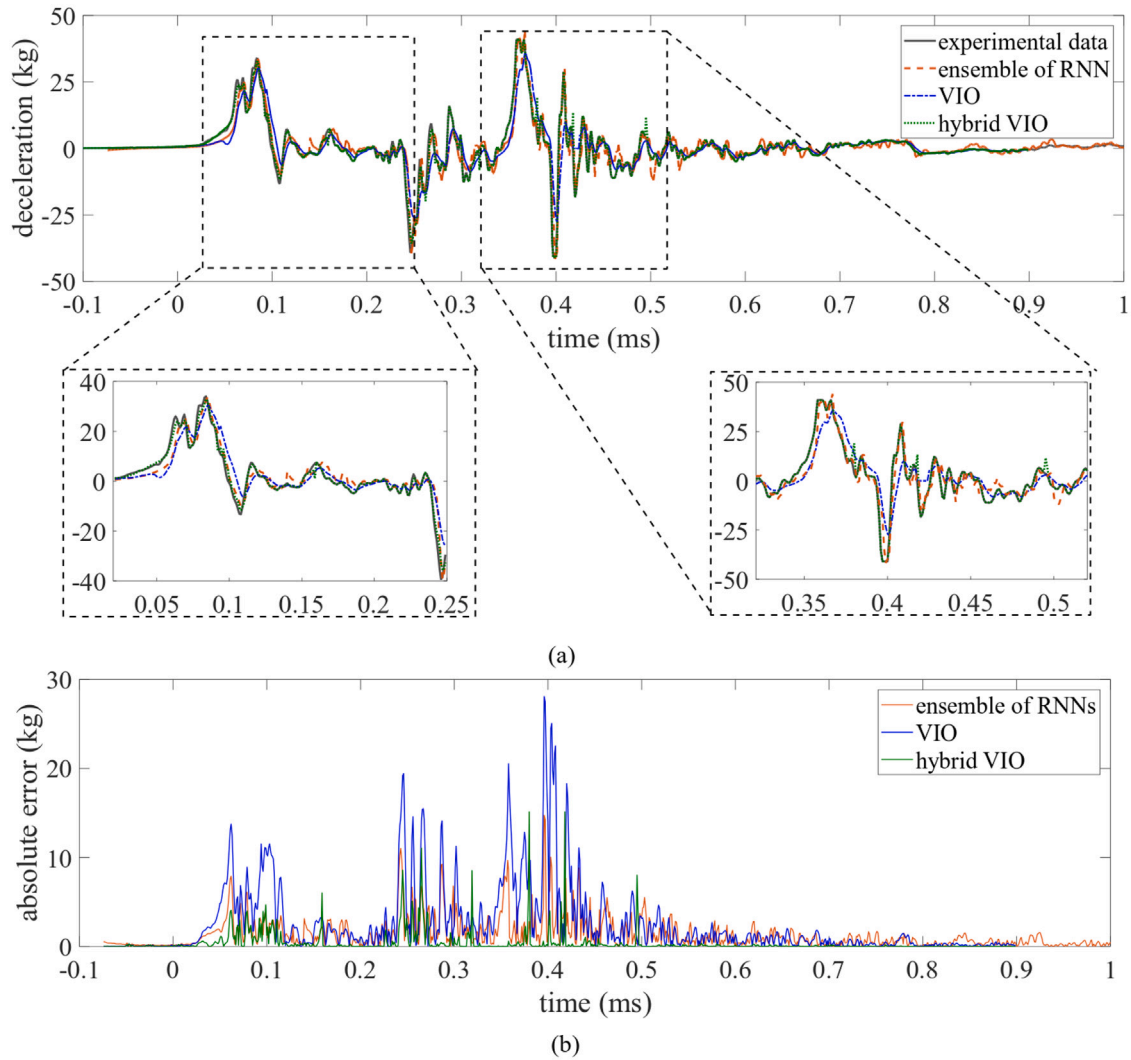 50
25
0
-25
-50
deceleration (kg)
experimental data
ensemble of RNN
VIO
hybrid VIO
-0.1 0 0.1 0.2 0.3 0.4 0.5 0.6 0.7 0.8 0.9 1
time (ms)
40
20
0
-20
-40
0.05 0.1 0.15 0.2 0.25
50
25
0
-25
-50
0.35 0.4 0.45 0.5
(a)
30
20
10
0
absolute error (kg)
ensemble of RNNs
VIO
hybrid VIO
-0.1 0 0.1 0.2 0.3 0.4 0.5 0.6 0.7 0.8 0.9 1
time (ms)
(b)